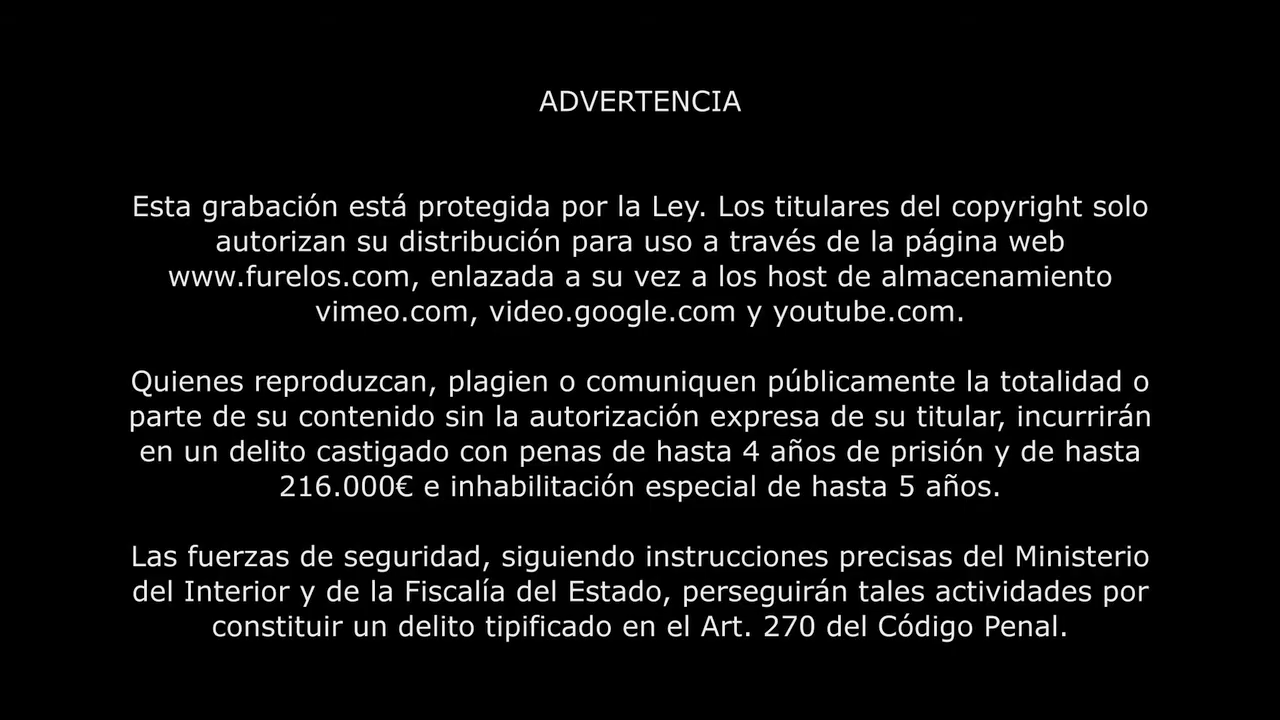 ADVERTENCIA
Esta grabación está protegida por la Ley. Los titulares del copyright solo
autorizan su distribución para uso a través de la página web
www.furelos.com, enlazada a su vez a los host de almacenamiento
vimeo.com, video.google.com y youtube.com.
Quienes reproduzcan, plagien o comuniquen públicamente la totalidad o
parte de su contenido sin la autorización expresa de su titular, incurrirán
en un delito castigado con penas de hasta 4 años de prisión y de hasta
216.000€ e inhabilitación especial de hasta 5 años.
Las fuerzas de seguridad, siguiendo instrucciones precisas del Ministerio
del Interior y de la Fiscalía del Estado, perseguirán tales actividades por
constituir un delito tipificado en el Art. 270 del Código Penal.